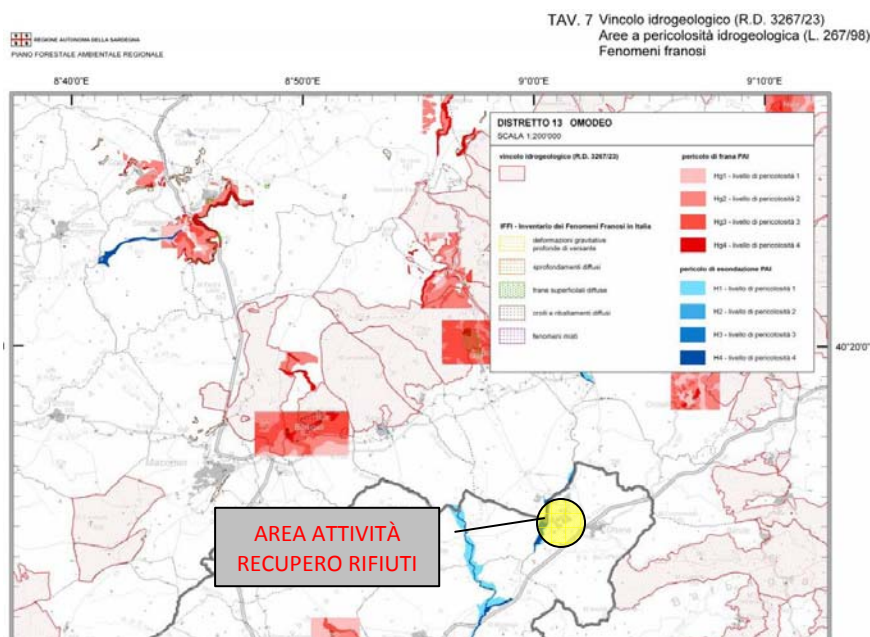 TAV. 7 Vincolo idrogeologico (R.D. 3267/23)
Aree a pericolosità idrogeologica (L. 267/98)
Fenomeni franosi
REGIONE AUTONOMA DELLA SARDEGNA
PIANO FORESTALE AMBIENTALE REGIONALE
8°40'0"E
8°50'0"E
9°0'0"E
9°10'0"E
DISTRETTO 13 OMODEO
SCALA 1:200'000
vincolo idrogeologico (R.D. 3267/23)
IFFI - Inventario dei Fenomeni Franosi in Italia
deformazioni gravitative
profonde di versante
sprofondamenti diffusi
frane superficiali diffuse
crolli e ribaltamenti diffusi
fenomeni misti
pericolo di frana PAI
Hg1 - livello di pericolosità 1
Hg2 - livello di pericolosità 2
Hg3 - livello di pericolosità 3
Hg4 - livello di pericolosità 4
pericolo di esondazione PAI
H1 - livello di pericolosità 1
H2 - livello di pericolosità 2
H3 - livello di pericolosità 3
H4 - livello di pericolosità 4
40°20'0
Macomer
AREA ATTIVITÀ
RECUPERO RIFIUTI